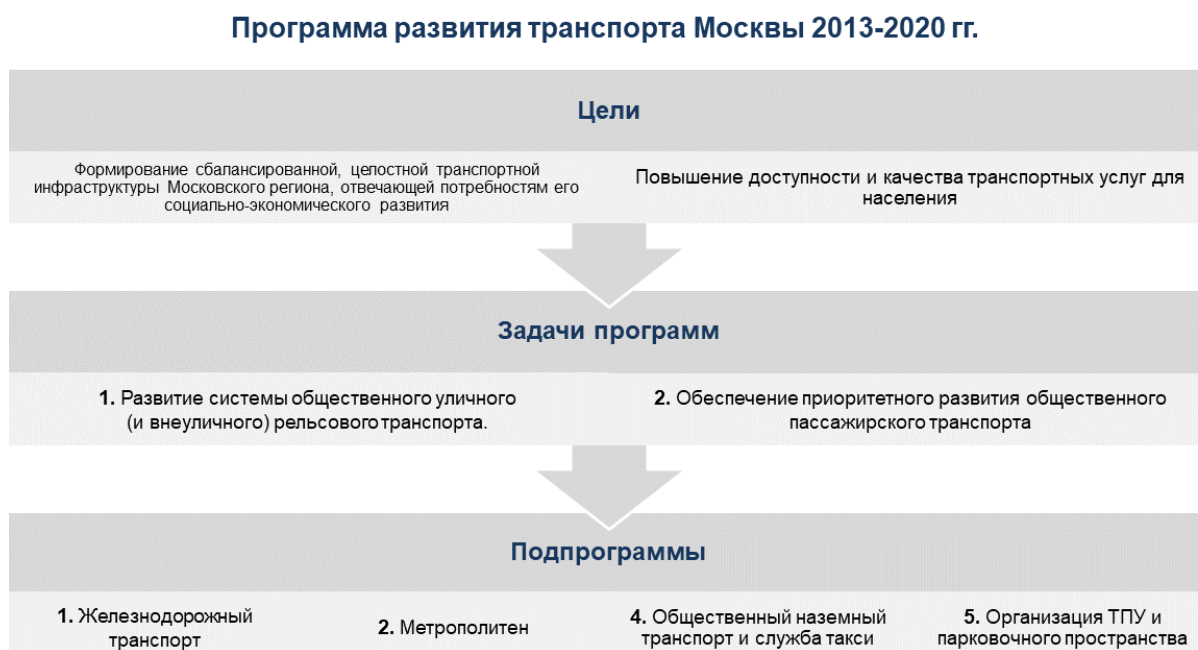 Программа развития транспорта Москвы 2013-2020 гг.
Цели
Формирование сбалансированной, целостной транспортной
инфраструктуры Московского региона, отвечающей потребностям его
социально-экономического развития
Повышение доступности и качества транспортных услуг для
населения
Задачи программ
1. Развитие системы общественного уличного
(и внеуличного) рельсового транспорта.
2. Обеспечение приоритетного развития общественного
пассажирского транспорта
Подпрограммы
1. Железнодорожный
транспорт
2. Метрополитен
4. Общественный наземный
транспорт и служба такси
5. Организация ТПУ и
парковочного пространства